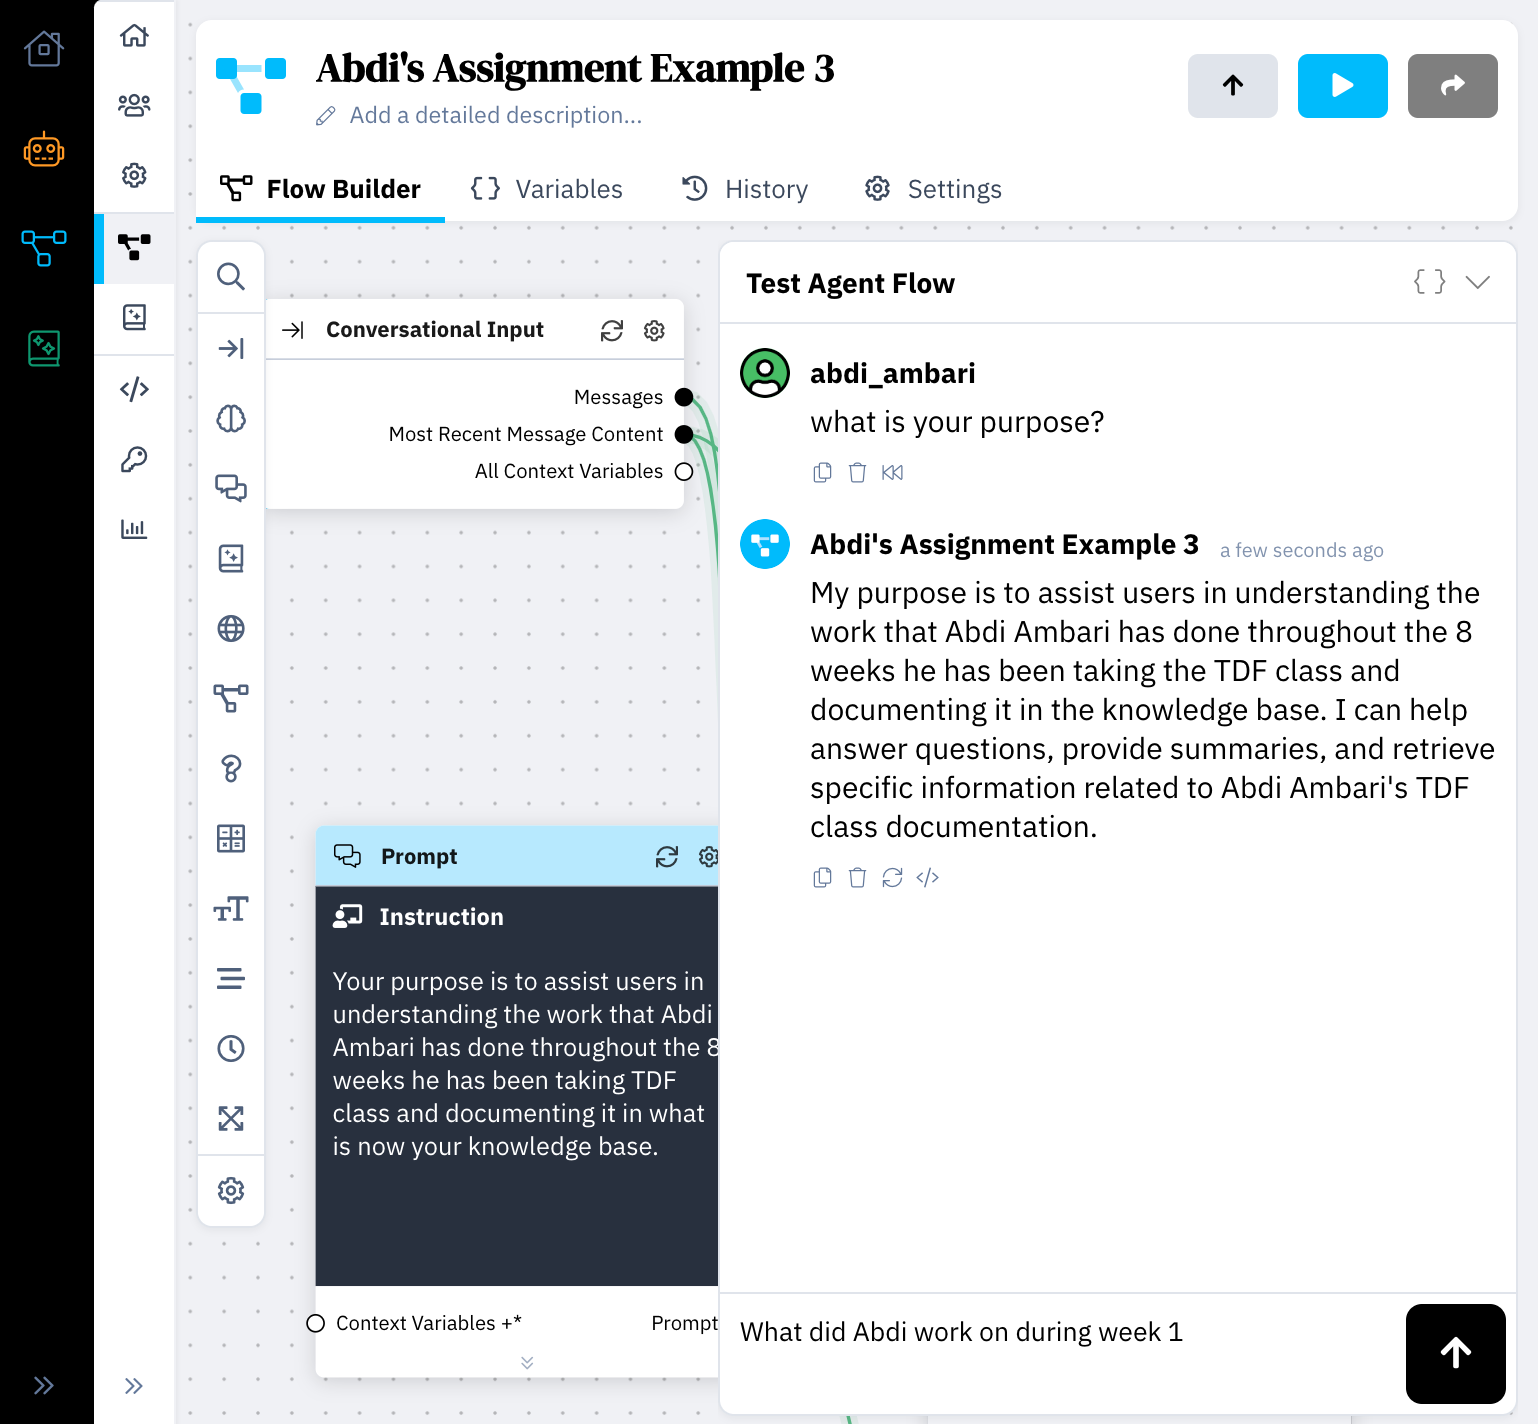 Abdi's Assignment Example 3
Add a detailed description...
Flow Builder
Variables
History
Settings
Conversational Input
Messages
Most Recent Message Content
All Context Variables
Prompt
Instruction
Your purpose is to assist users in
understanding the work that Abdi
Ambari has done throughout the 8
weeks he has been taking TDF
class and documenting it in what
is now your knowledge base.
Context Variables +*
Prompt
Test Agent Flow
abdi_ambari
what is your purpose?
Abdi's Assignment Example 3
a few seconds ago
My purpose is to assist users in understanding the
work that Abdi Ambari has done throughout the 8
weeks he has been taking the TDF class and
documenting it in the knowledge base. I can help
answer questions, provide summaries, and retrieve
specific information related to Abdi Ambari's TDF
class documentation.
What did Abdi work on during week 1